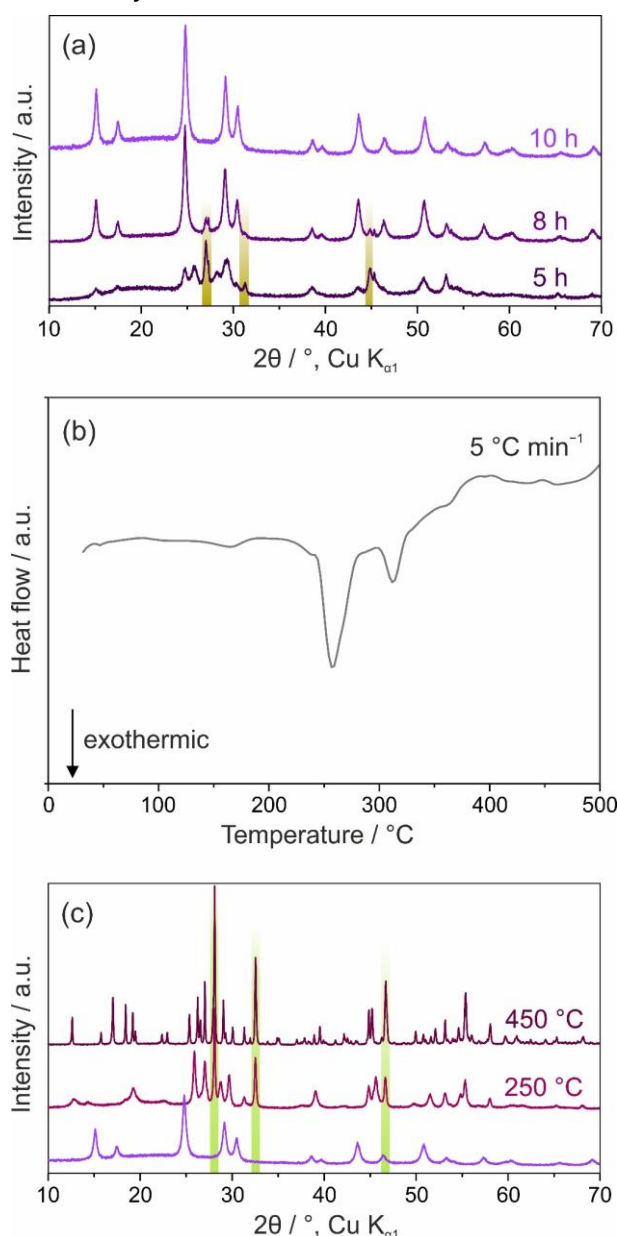 (a)
Intensity / a.u.
10 h
8 h
5 h
10 20 30 40 50 60 70
2θ / °, Cu Kα1
(b)
5 °C min⁻¹
Heat flow / a.u.
exothermic
0 100 200 300 400 500
Temperature / °C
(c)
Intensity / a.u.
450 °C
250 °C
10 20 30 40 50 60 70
2θ / °, Cu Kα1